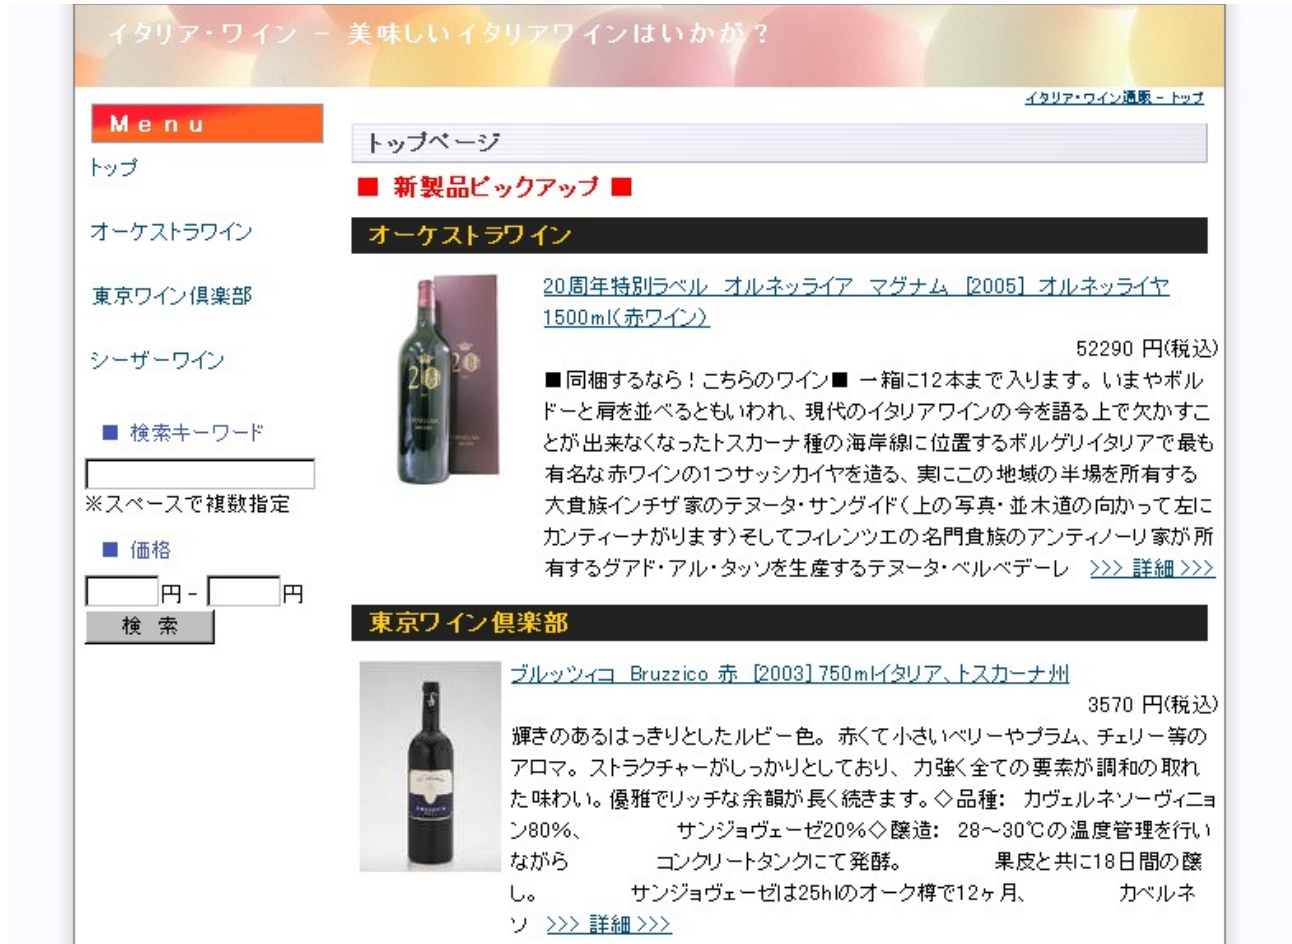 イタリア・ワイン － 美味しいイタリアワインはいかが？
イタリア・ワイン通販 － トップ
Menu
トップ
オーケストラワイン
東京ワイン倶楽部
シーザーワイン
■ 検索キーワード
※スペースで複数指定
■ 価格
円 - 円
検 索
トップページ
■ 新製品ピックアップ ■
オーケストラワイン
20
20
20周年特別ラベル オルネッライア マグナム [2005] オルネッライヤ
1500ml(赤ワイン)
52290 円(税込)
■同梱するなら！こちらのワイン■ 一箱に12本まで入ります。いまやボル
ドーと肩を並べるともいわれ、現代のイタリアワインの今を語る上で欠かすこ
とが出来なくなったトスカーナ種の海岸線に位置するボルゲリイタリアで最も
有名な赤ワインの1つサッシカイヤを造る、実にこの地域の半場を所有する
大貴族インチザ家のテヌータ・サングイド(上の写真・並木道の向かって左に
カンティーナがります)そしてフィレンツエの名門貴族のアンティノーリ家が所
有するグアド・アル・タッソを生産するテヌータ・ベルベデーレ >>> 詳細 >>>
東京ワイン倶楽部
ブルッツィコ Bruzzico 赤 [2003] 750mlイタリア、トスカーナ州
3570 円(税込)
輝きのあるはっきりとしたルビー色。赤くて小さいベリーやプラム、チェリー等の
アロマ。ストラクチャーがしっかりとしており、力強く全ての要素が調和の取れ
た味わい。優雅でリッチな余韻が長く続きます。◇品種： カヴェルネソーヴィニョ
ン80%、 サンジョヴェーゼ20%◇醸造： 28～30℃の温度管理を行い
ながら コンクリートタンクにて発酵。 果皮と共に18日間の醸
し。 サンジョヴェーゼは25hlのオーク樽で12ヶ月、 カベルネ
ソ >>> 詳細 >>>